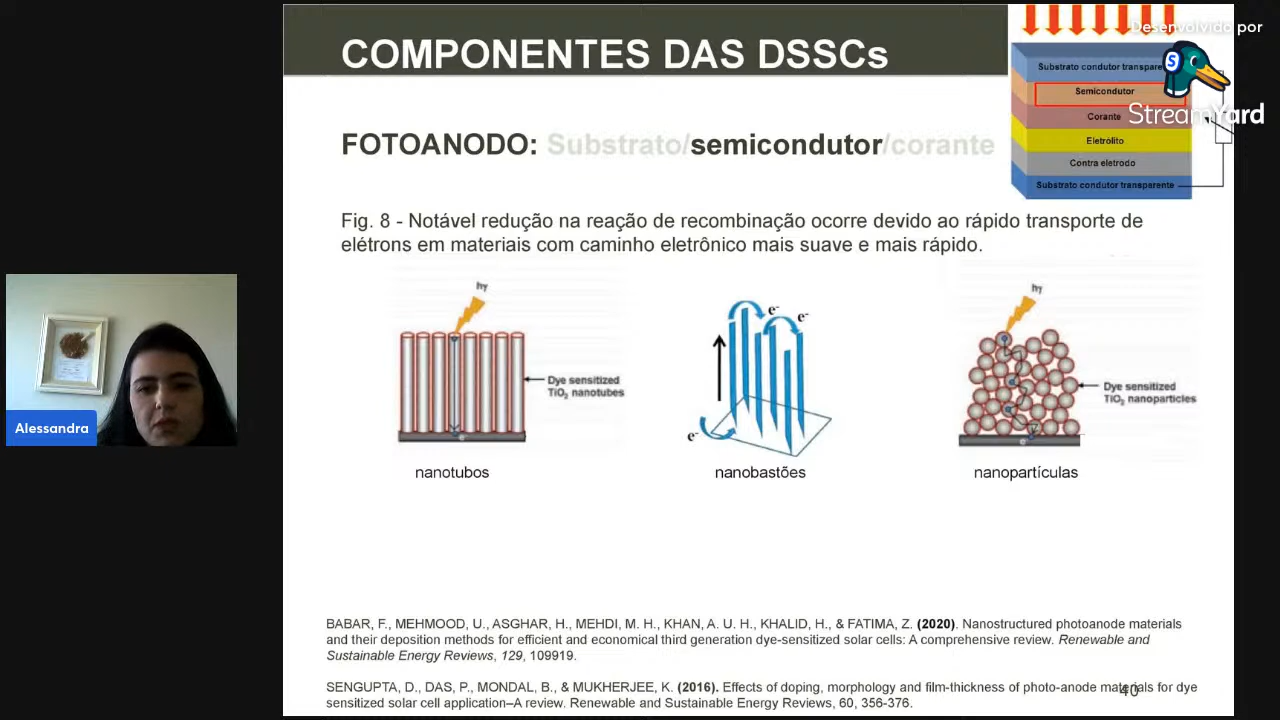 COMPONENTES DAS DSSCs
Desenvolvido por
StreamYard
S
Substrato condutor transpare
Semicondutor
Corante
Eletrólito
Contra eletrodo
Substrato condutor transparente
FOTOANODO: Substrato/semicondutor/corante
Fig. 8 - Notável redução na reação de recombinação ocorre devido ao rápido transporte de
elétrons em materiais com caminho eletrônico mais suave e mais rápido.
hγ
Dye sensitized
TiO2 nanotubes
nanotubos
e-
e-
e-
nanobastões
hγ
Dye sensitized
TiO2 nanoparticles
e-
nanopartículas
Alessandra
BABAR, F., MEHMOOD, U., ASGHAR, H., MEHDI, M. H., KHAN, A. U. H., KHALID, H., & FATIMA, Z. (2020). Nanostructured photoanode materials
and their deposition methods for efficient and economical third generation dye-sensitized solar cells: A comprehensive review. Renewable and
Sustainable Energy Reviews, 129, 109919.
SENGUPTA, D., DAS, P., MONDAL, B., & MUKHERJEE, K. (2016). Effects of doping, morphology and film-thickness of photo-anode materials for dye
sensitized solar cell application–A review. Renewable and Sustainable Energy Reviews, 60, 356-376.
40